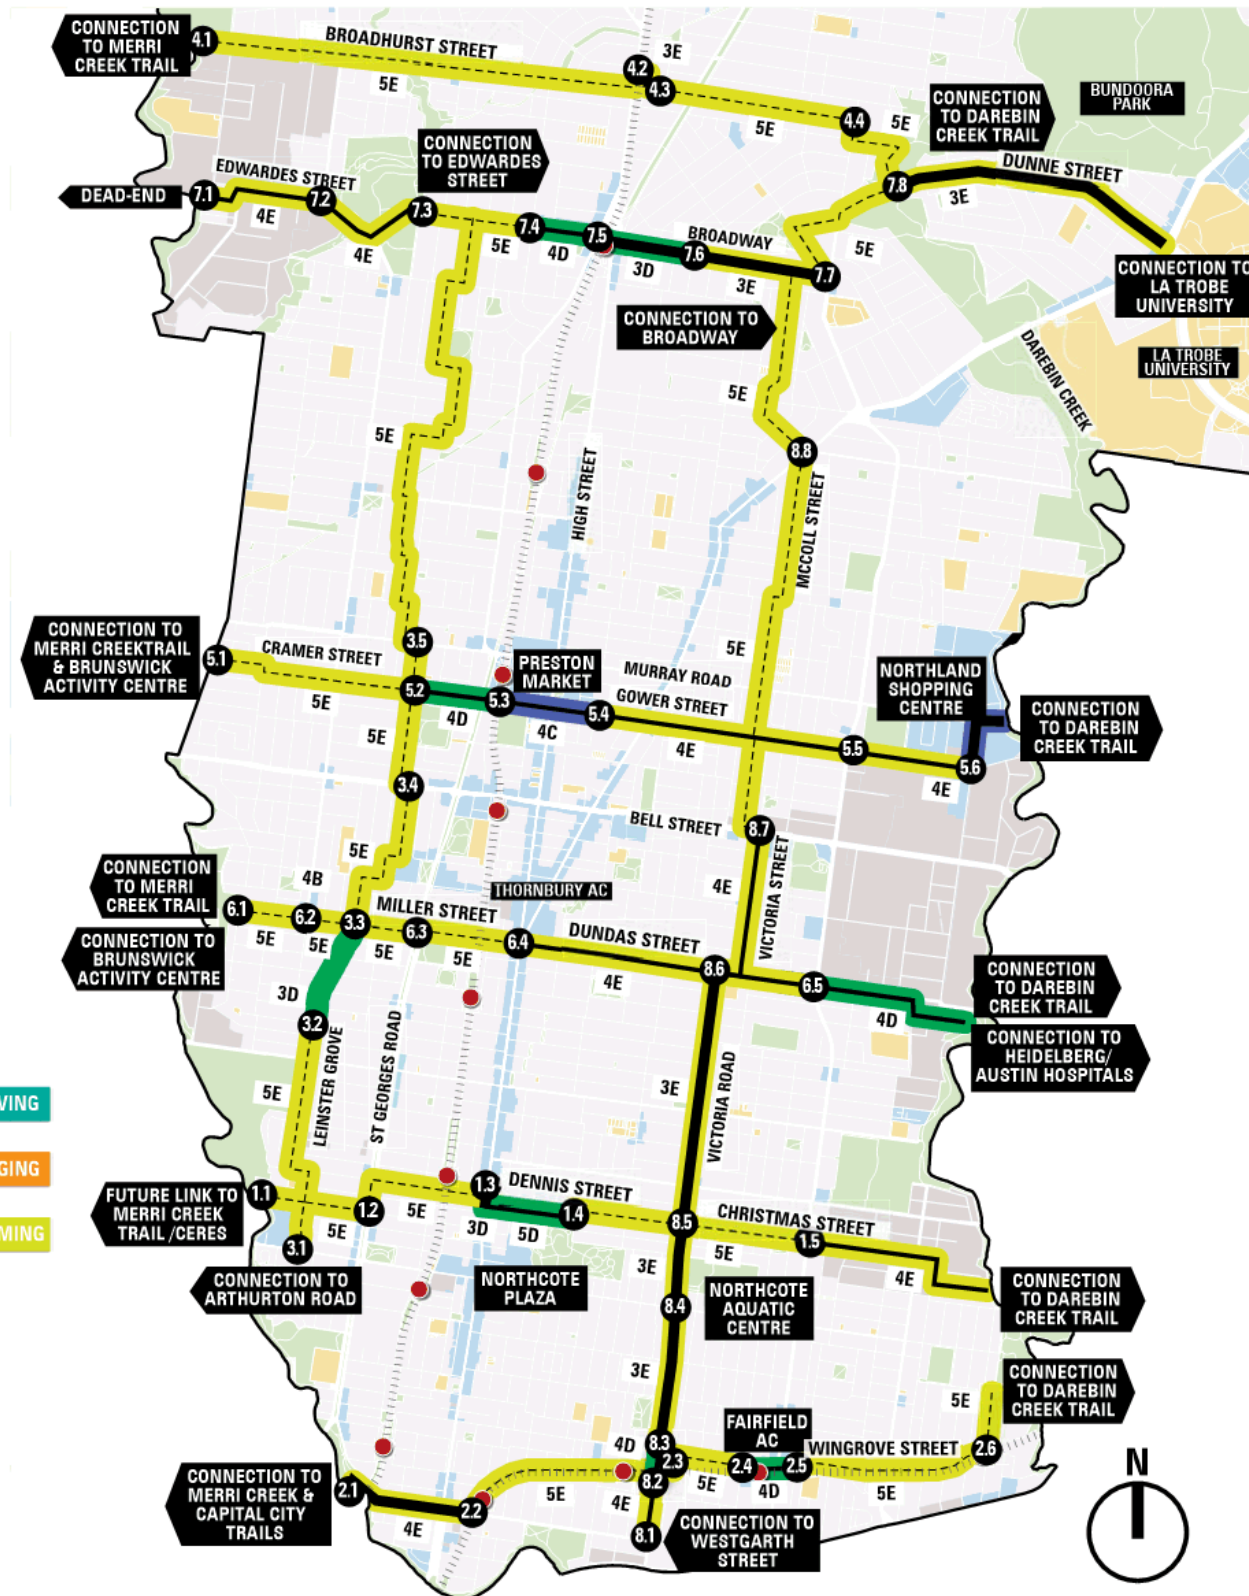 CONNECTION
TO MERRI
CREEK TRAIL
4.1
BROADHURST STREET
5E
4.2
3E
4.3
5E
4.4
5E
CONNECTION
TO DAREBIN
CREEK TRAIL
BUNDOORA
PARK
DEAD-END
7.1
EDWARDES STREET
4E
7.2
4E
7.3
CONNECTION
TO EDWARDES
STREET
5E
7.4
4D
7.5
3D
BROADWAY
7.6
3E
7.7
5E
7.8
3E
DUNNE STREET
CONNECTION TO
LA TROBE
UNIVERSITY
LA TROBE
UNIVERSITY
DAREBIN CREEK
CONNECTION TO
BROADWAY
5E
5E
8.8
HIGH STREET
MCCOLL STREET
CONNECTION TO
MERRI CREEKTRAIL
& BRUNSWICK
ACTIVITY CENTRE
5.1
CRAMER STREET
5E
3.5
5.2
4D
5.3
PRESTON
MARKET
4C
5.4
MURRAY ROAD
GOWER STREET
4E
5E
5.5
4E
5.6
NORTHLAND
SHOPPING
CENTRE
CONNECTION
TO DAREBIN
CREEK TRAIL
5E
3.4
BELL STREET
8.7
5E
4E
VICTORIA STREET
CONNECTION
TO MERRI
CREEK TRAIL
CONNECTION TO
BRUNSWICK
ACTIVITY CENTRE
6.1
5E
4B
6.2
5E
3.3
MILLER STREET
5E
6.3
5E
THORNBURY AC
6.4
DUNDAS STREET
4E
8.6
6.5
4D
CONNECTION
TO DAREBIN
CREEK TRAIL
CONNECTION TO
HEIDELBERG/
AUSTIN HOSPITALS
3D
3.2
LEINSTER GROVE
5E
ST GEORGES ROAD
3E
VICTORIA ROAD
VING
GING
MING
FUTURE LINK TO
MERRI CREEK
TRAIL /CERES
1.1
5E
1.2
5E
1.3
DENNIS STREET
3D
5D
1.4
8.5
CHRISTMAS STREET
5E
1.5
4E
3.1
CONNECTION TO
ARTHURTON ROAD
NORTHCOTE
PLAZA
3E
8.4
NORTHCOTE
AQUATIC
CENTRE
CONNECTION
TO DAREBIN
CREEK TRAIL
3E
CONNECTION
TO DAREBIN
CREEK TRAIL
5E
FAIRFIELD
AC
WINGROVE STREET
4D
8.3
2.3
8.2
5E
2.4
4D
2.5
5E
2.6
CONNECTION TO
MERRI CREEK &
CAPITAL CITY
TRAILS
2.1
4E
2.2
5E
4E
8.1
CONNECTION TO
WESTGARTH
STREET
N